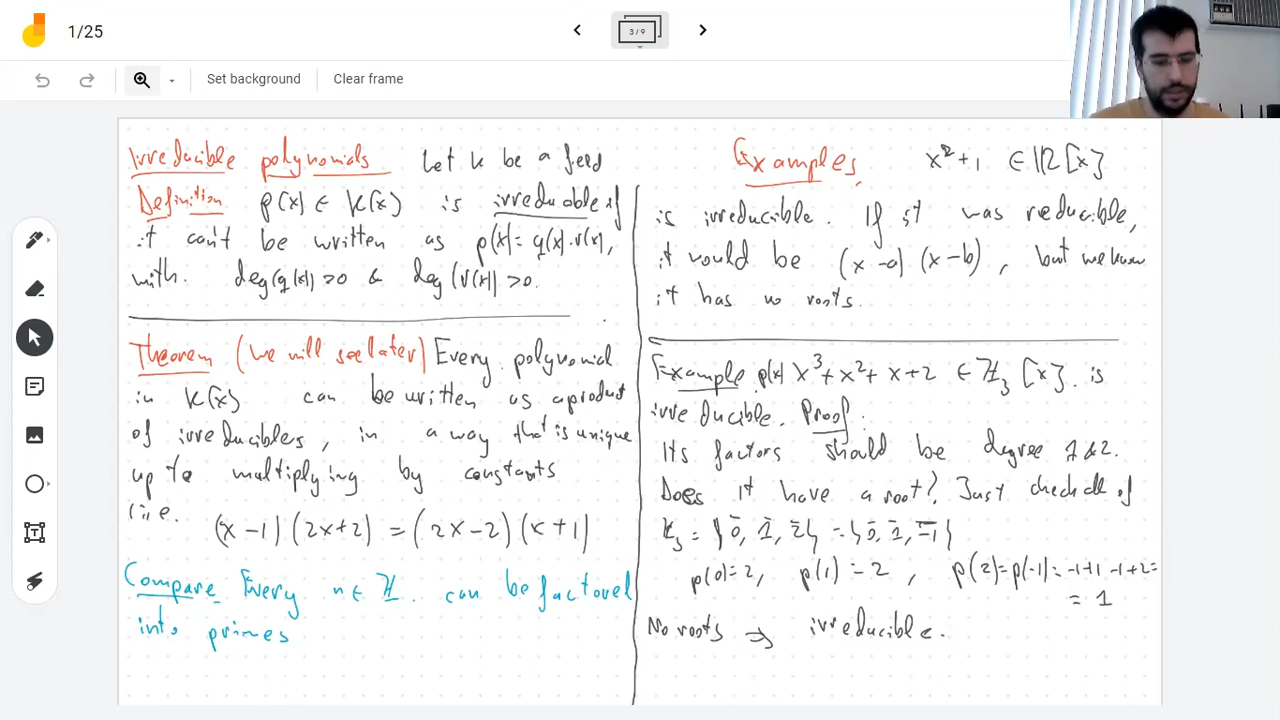 1/25
3 / 9
Set background
Clear frame
Irreducible polynomials Let K be a field
Definition p(x) ∈ K(x) is irreducable if
it can't be written as p(x) = q(x)·v(x),
with. deg(q(x)) >0 & deg(v(x)) >0.
Theorem (We will see later) Every polynomial
in K(x) can be written as a product
of irreducibles, in a way that is unique
up to multiplying by constants
(i.e. (x-1)(2x+2) = (2x-2)(x+1)
Compare Every n ∈ ℤ. can be factored
into primes
Examples x²+1 ∈ ℝ[x]
is irreducible. If it was reducible,
it would be (x-a).(x-b), but we know
it has no roots.
Example p(x) x³+x²+x+2 ∈ ℤ₃[x]. is
irreducible. Proof.
Its factors should be degree 1&2.
Does it have a root? Just check all of
ℤ₃ = {0̄, 1̄, 2̄} = {0̄, 1̄, -1̄}
p(0)=2, p(1)=2, p(2)=p(-1)=-1+1-1+2=
= 1
No roots ⇒ irreducible.